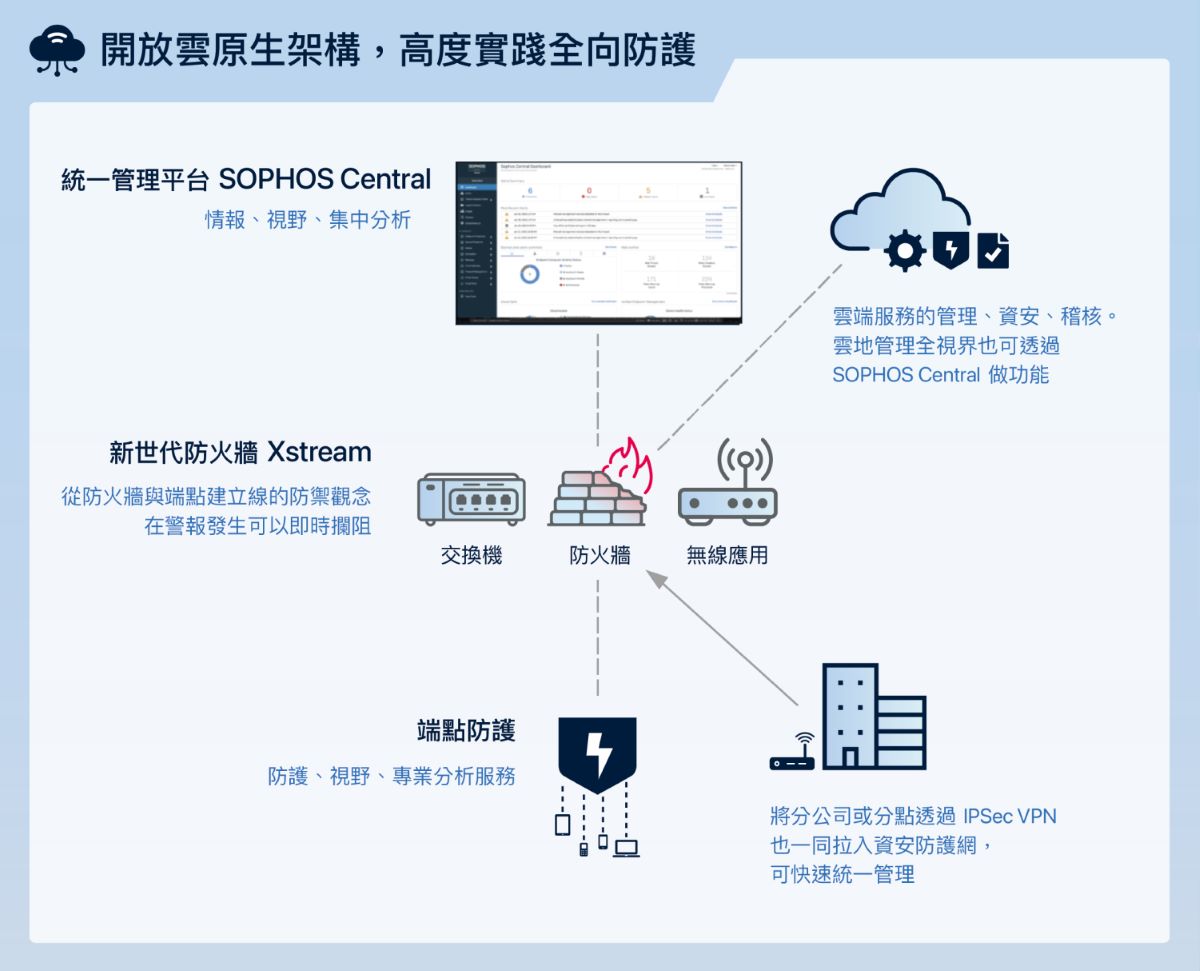 開放雲原生架構，高度實踐全向防護
統一管理平台 SOPHOS Central
情報、視野、集中分析
SOPHOS
Sophos Central Dashboard
6
0
5
1
雲端服務的管理、資安、稽核。
雲地管理全視界也可透過
SOPHOS Central 做功能
新世代防火牆 Xstream
從防火牆與端點建立線的防禦觀念
在警報發生可以即時攔阻
交換機
防火牆
無線應用
端點防護
防護、視野、專業分析服務
將分公司或分點透過 IPSec VPN
也一同拉入資安防護網，
可快速統一管理